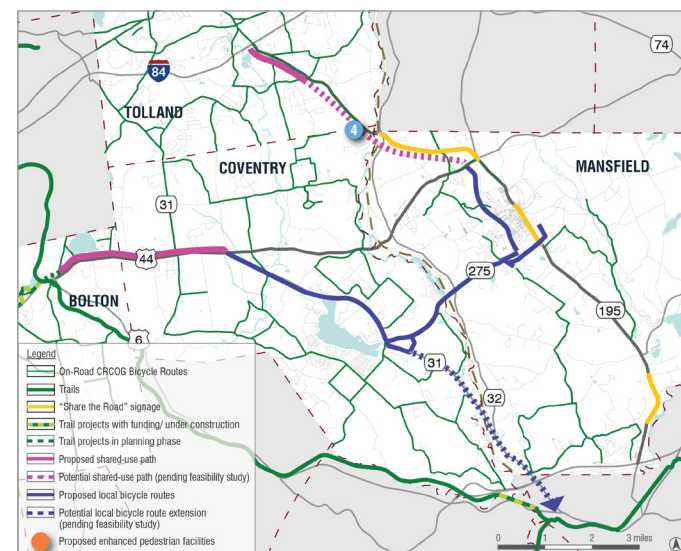 74
84
TOLLAND
4
COVENTRY
MANSFIELD
31
44
275
BOLTON
195
6
31
32
Legend
On-Road CRCOG Bicycle Routes
Trails
"Share the Road" signage
Trail projects with funding/ under construction
Trail projects in planning phase
Proposed shared-use path
Potential shared-use path (pending feasibility study)
Proposed local bicycle routes
Potential local bicycle route extension
(pending feasibility study)
Proposed enhanced pedestrian facilities
0 1 2 3 miles